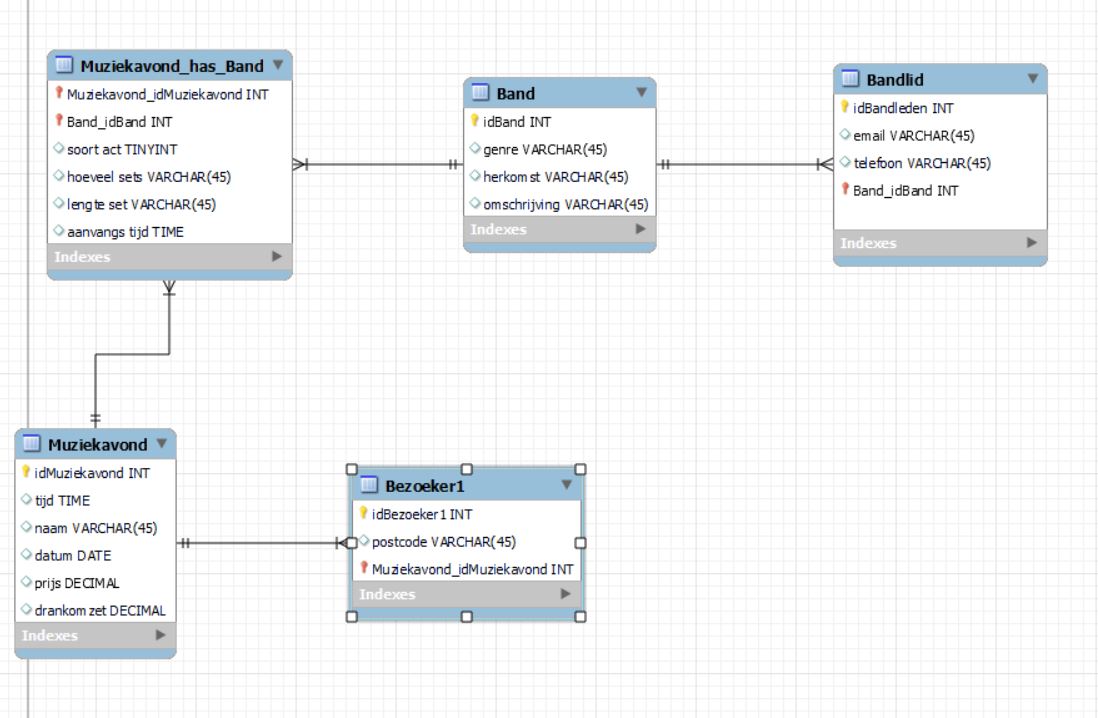 Muziekavond_has_Band
Muziekavond_idMuziekavond INT
Band_idBand INT
soort act TINYINT
hoeveel sets VARCHAR(45)
lengte set VARCHAR(45)
aanvangs tijd TIME
Indexes
Band
idBand INT
genre VARCHAR(45)
herkomst VARCHAR(45)
omschrijving VARCHAR(45)
Indexes
Bandlid
idBandleden INT
email VARCHAR(45)
telefoon VARCHAR(45)
Band_idBand INT
Indexes
Muziekavond
idMuziekavond INT
tijd TIME
naam VARCHAR(45)
datum DATE
prijs DECIMAL
drankomzet DECIMAL
Indexes
Bezoeker1
idBezoeker1 INT
postcode VARCHAR(45)
Muziekavond_idMuziekavond INT
Indexes